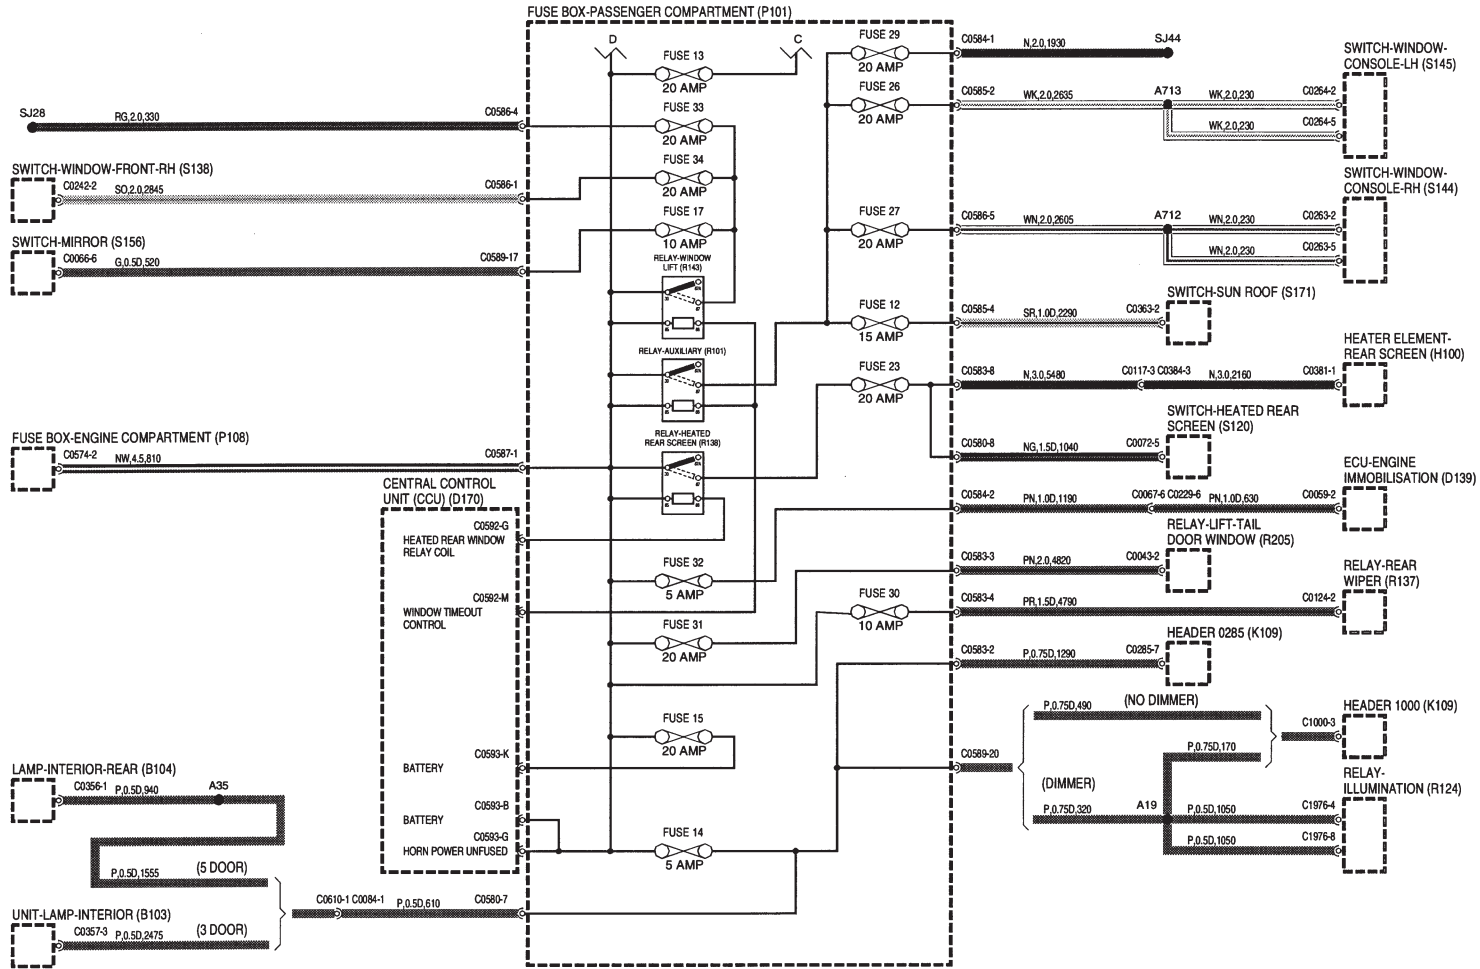 FUSE BOX-PASSENGER COMPARTMENT (P101)
D
C
FUSE 13
20 AMP
FUSE 33
20 AMP
FUSE 34
20 AMP
FUSE 17
10 AMP
RELAY-WINDOW
LIFT (R143)
RELAY-AUXILIARY (R101)
RELAY-HEATED
REAR SCREEN (R138)
FUSE 32
5 AMP
FUSE 31
20 AMP
FUSE 15
20 AMP
FUSE 14
5 AMP
FUSE 29
20 AMP
FUSE 26
20 AMP
FUSE 27
20 AMP
FUSE 12
15 AMP
FUSE 23
20 AMP
FUSE 30
10 AMP
SJ28
RG,2.0,330
C0586-4
SWITCH-WINDOW-FRONT-RH (S138)
C0242-2
SO,2.0,2845
C0586-1
SWITCH-MIRROR (S156)
C0066-6
G,0.5D,520
C0589-17
FUSE BOX-ENGINE COMPARTMENT (P108)
C0574-2
NW,4.5,810
C0587-1
CENTRAL CONTROL
UNIT (CCU) (D170)
C0592-G
HEATED REAR WINDOW
RELAY COIL
C0592-M
WINDOW TIMEOUT
CONTROL
C0593-K
BATTERY
C0593-B
BATTERY
C0593-G
HORN POWER UNFUSED
LAMP-INTERIOR-REAR (B104)
C0356-1
P,0.5D,940
A35
P,0.5D,1555
(5 DOOR)
UNIT-LAMP-INTERIOR (B103)
C0357-3
P,0.5D,2475
(3 DOOR)
C0610-1 C0084-1
P,0.5D,610
C0580-7
C0584-1
N,2.0,1930
SJ44
C0585-2
WK,2.0,2635
A713
WK,2.0,230
C0264-2
WK,2.0,230
C0264-5
SWITCH-WINDOW-
CONSOLE-LH (S145)
SWITCH-WINDOW-
CONSOLE-RH (S144)
C0586-5
WN,2.0,2605
A712
WN,2.0,230
C0263-2
WN,2.0,230
C0263-5
SWITCH-SUN ROOF (S171)
C0585-4
SR,1.0D,2290
C0363-2
HEATER ELEMENT-
REAR SCREEN (H100)
C0583-8
N,3.0,5480
C0117-3 C0384-3
N,3.0,2160
C0381-1
SWITCH-HEATED REAR
SCREEN (S120)
C0580-8
NG,1.5D,1040
C0072-5
ECU-ENGINE
IMMOBILISATION (D139)
C0584-2
PN,1.0D,1190
C0067-6 C0229-6
PN,1.0D,630
C0059-2
RELAY-LIFT-TAIL
DOOR WINDOW (R205)
C0583-3
PN,2.0,4820
C0043-2
RELAY-REAR
WIPER (R137)
C0583-4
PR,1.5D,4790
C0124-2
HEADER 0285 (K109)
C0583-2
P,0.75D,1290
C0285-7
P,0.75D,490
(NO DIMMER)
HEADER 1000 (K109)
C1000-3
C0589-20
P,0.75D,170
(DIMMER)
P,0.75D,320
A19
RELAY-
ILLUMINATION (R124)
P,0.5D,1050
C1976-4
P,0.5D,1050
C1976-8